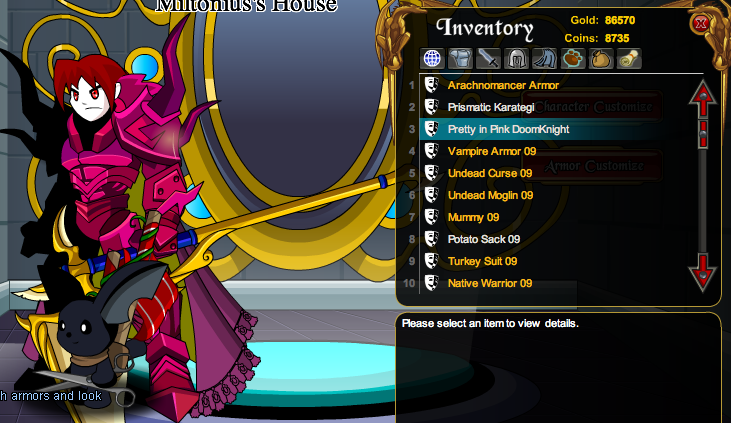 Miltonius's House
Inventory
Gold: 86570
Coins: 8735
1 Arachnomancer Armor
2 Prismatic Karategi
Character Customize
3 Pretty in Pink DoomKnight
4 Vampire Armor 09
5 Undead Curse 09
Armor Customize
6 Undead Moglin 09
7 Mummy 09
8 Potato Sack 09
9 Turkey Suit 09
10 Native Warrior 09
Please select an item to view details.
h armors and look